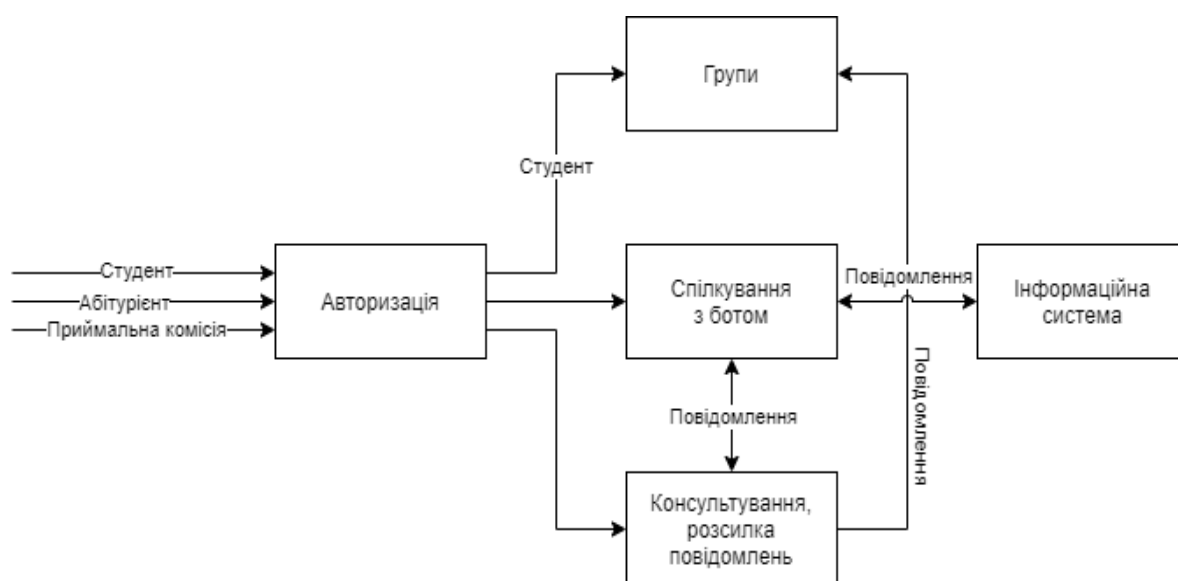 Групи
Студент
Студент
Абітурієнт
Приймальна комісія
Авторизація
Спілкування
з ботом
Повідомлення
Інформаційна
система
Повідомлення
Повідомлення
Консультування,
розсилка
повідомлень